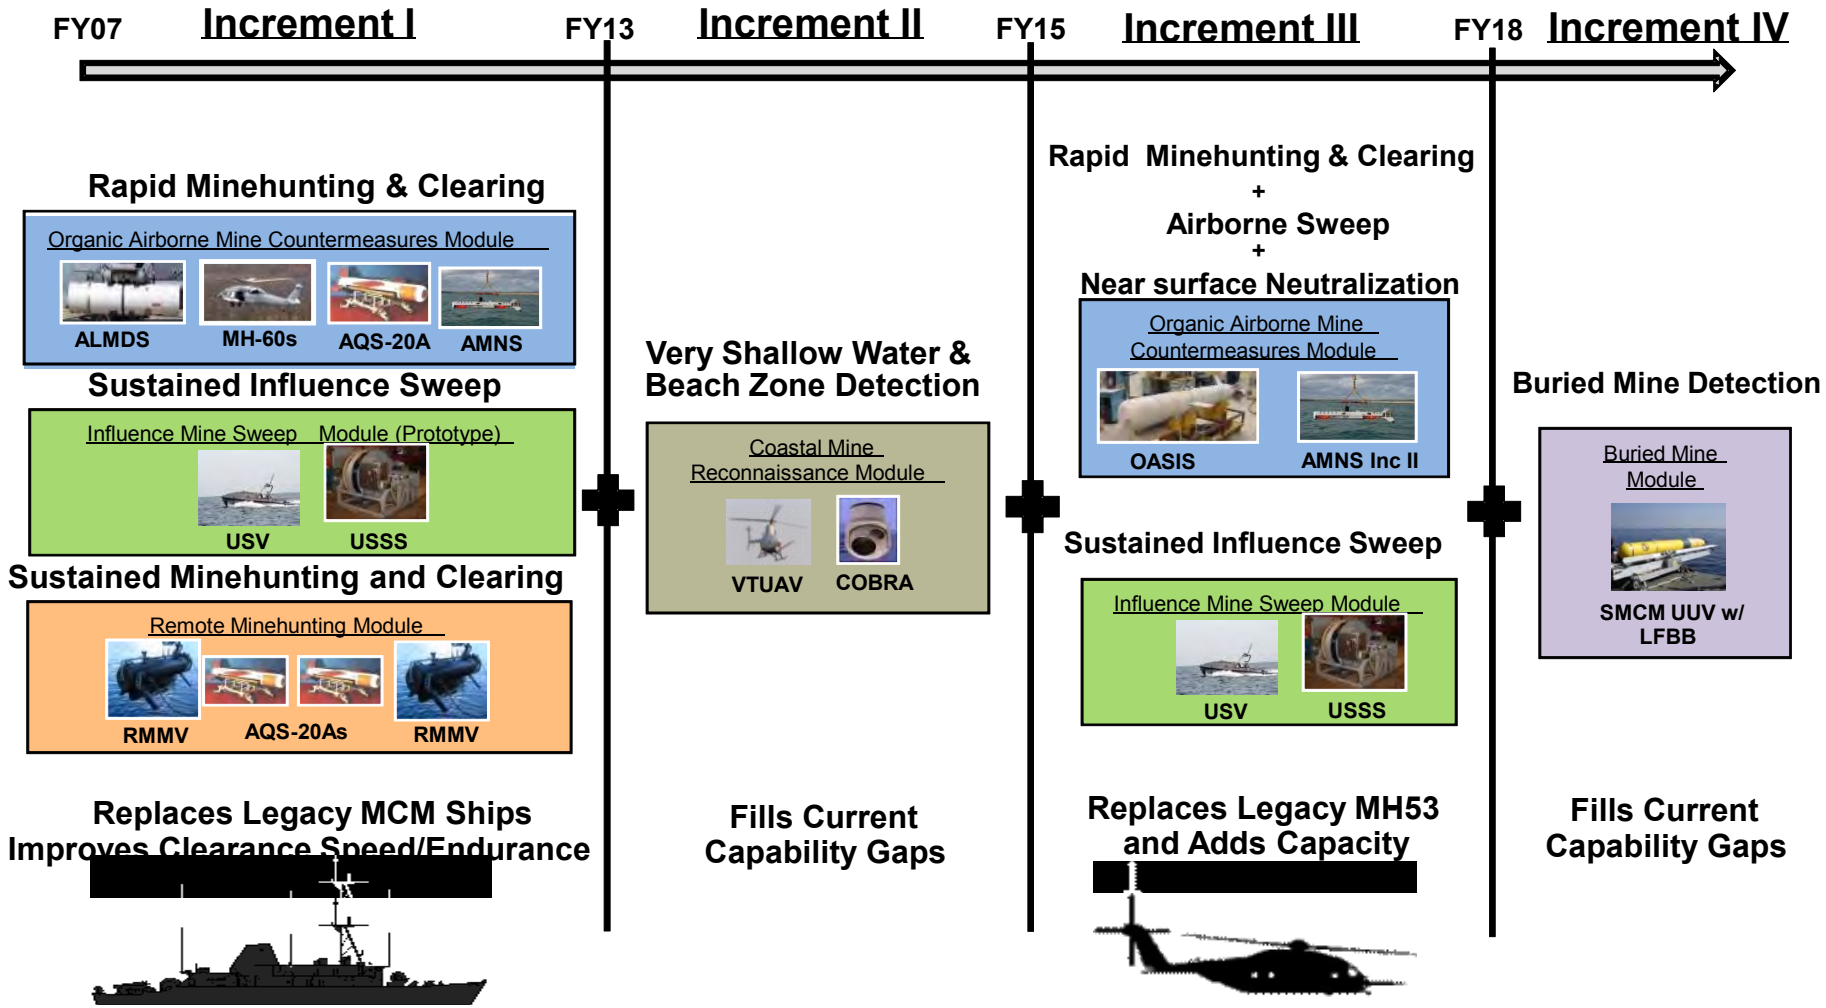 FY07
Increment I
FY13
Increment II
FY15
Increment III
FY18
Increment IV
Rapid Minehunting & Clearing
Organic Airborne Mine Countermeasures Module
ALMDS
MH-60s
AQS-20A
AMNS
Sustained Influence Sweep
Influence Mine Sweep Module (Prototype)
USV
USSS
Sustained Minehunting and Clearing
Remote Minehunting Module
RMMV
AQS-20As
RMMV
Replaces Legacy MCM Ships
Improves Clearance Speed/Endurance
Very Shallow Water &
Beach Zone Detection
Coastal Mine
Reconnaissance Module
VTUAV
COBRA
Fills Current
Capability Gaps
Rapid Minehunting & Clearing
+
Airborne Sweep
+
Near surface Neutralization
Organic Airborne Mine
Countermeasures Module
OASIS
AMNS Inc II
Sustained Influence Sweep
Influence Mine Sweep Module
USV
USSS
Replaces Legacy MH53
and Adds Capacity
Buried Mine Detection
Buried Mine
Module
SMCM UUV w/
LFBB
Fills Current
Capability Gaps